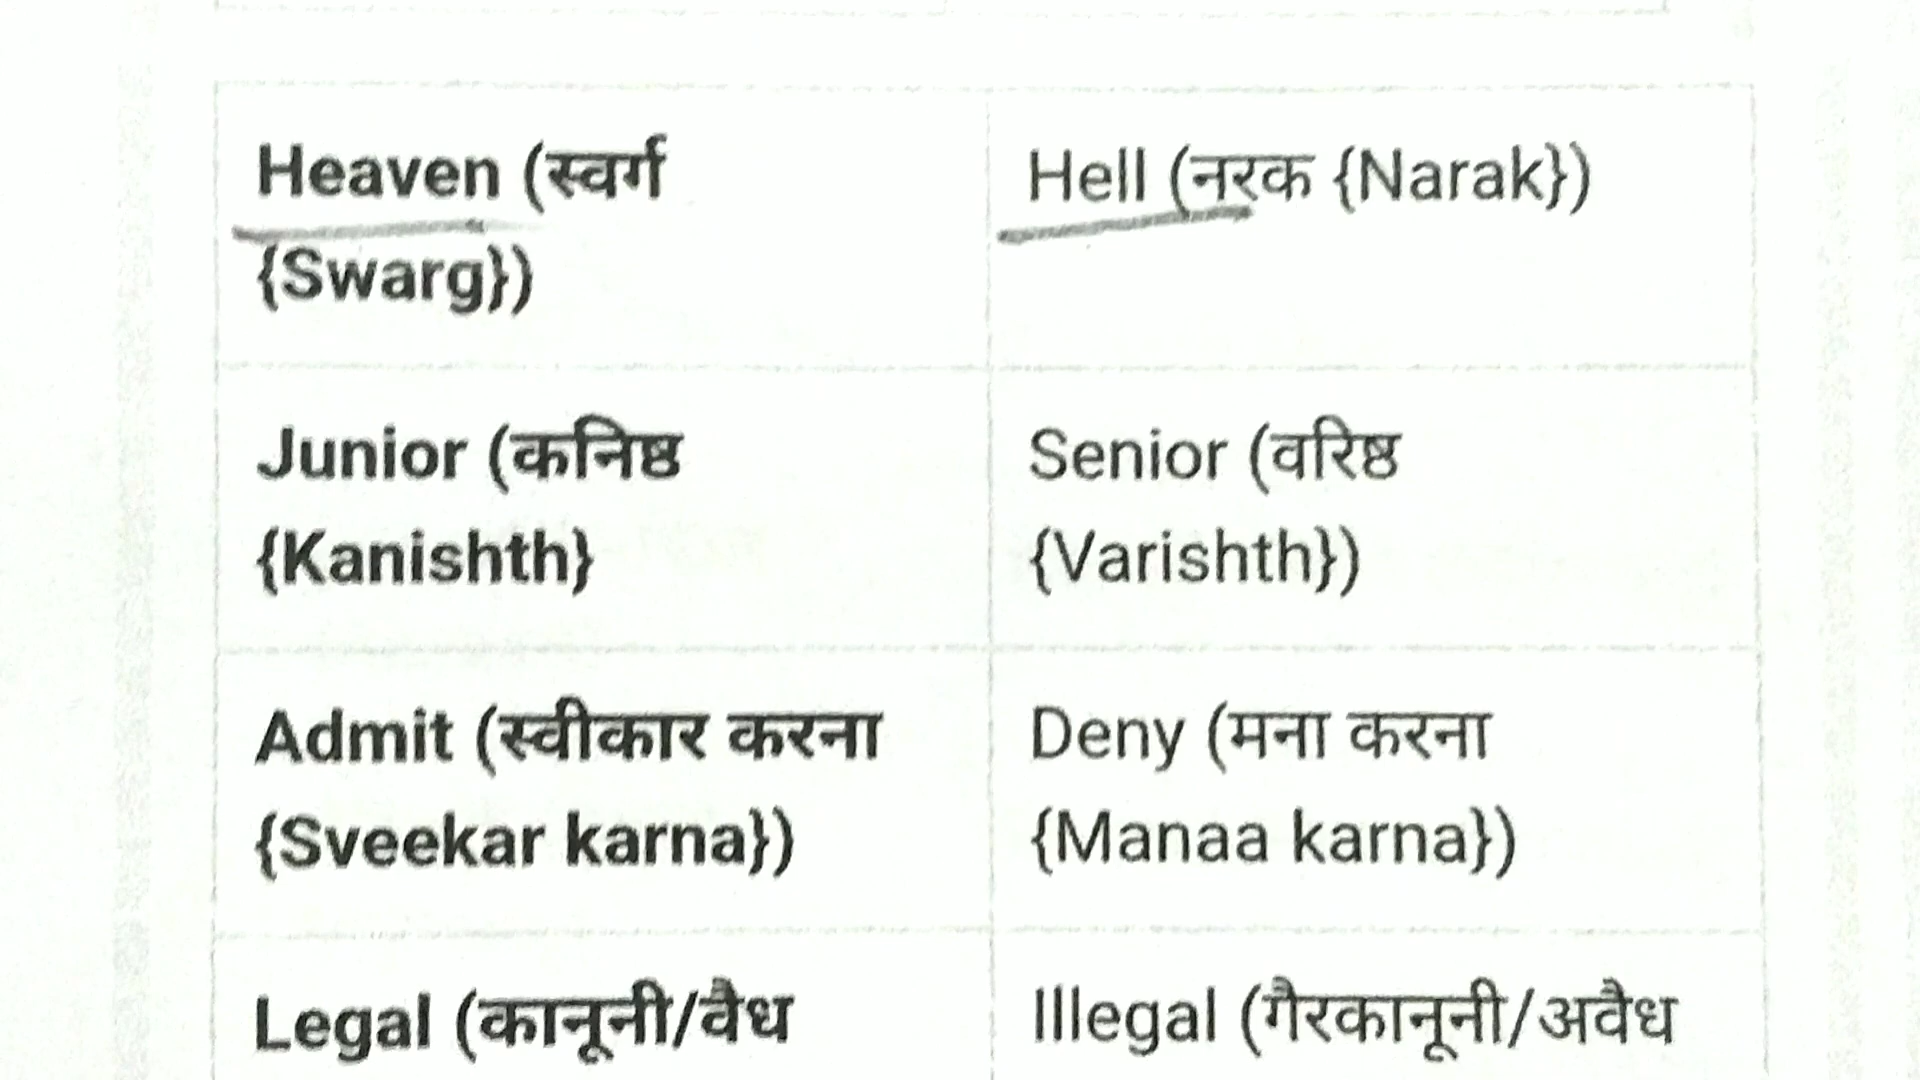 Heaven (स्वर्ग
{Swarg})
Hell (नरक {Narak})
Junior (कनिष्ठ
{Kanishth}
Senior (वरिष्ठ
{Varishth})
Admit (स्वीकार करना
{Sveekar karna})
Deny (मना करना
{Manaa karna})
Legal (कानूनी/वैध
Illegal (गैरकानूनी/अवैध